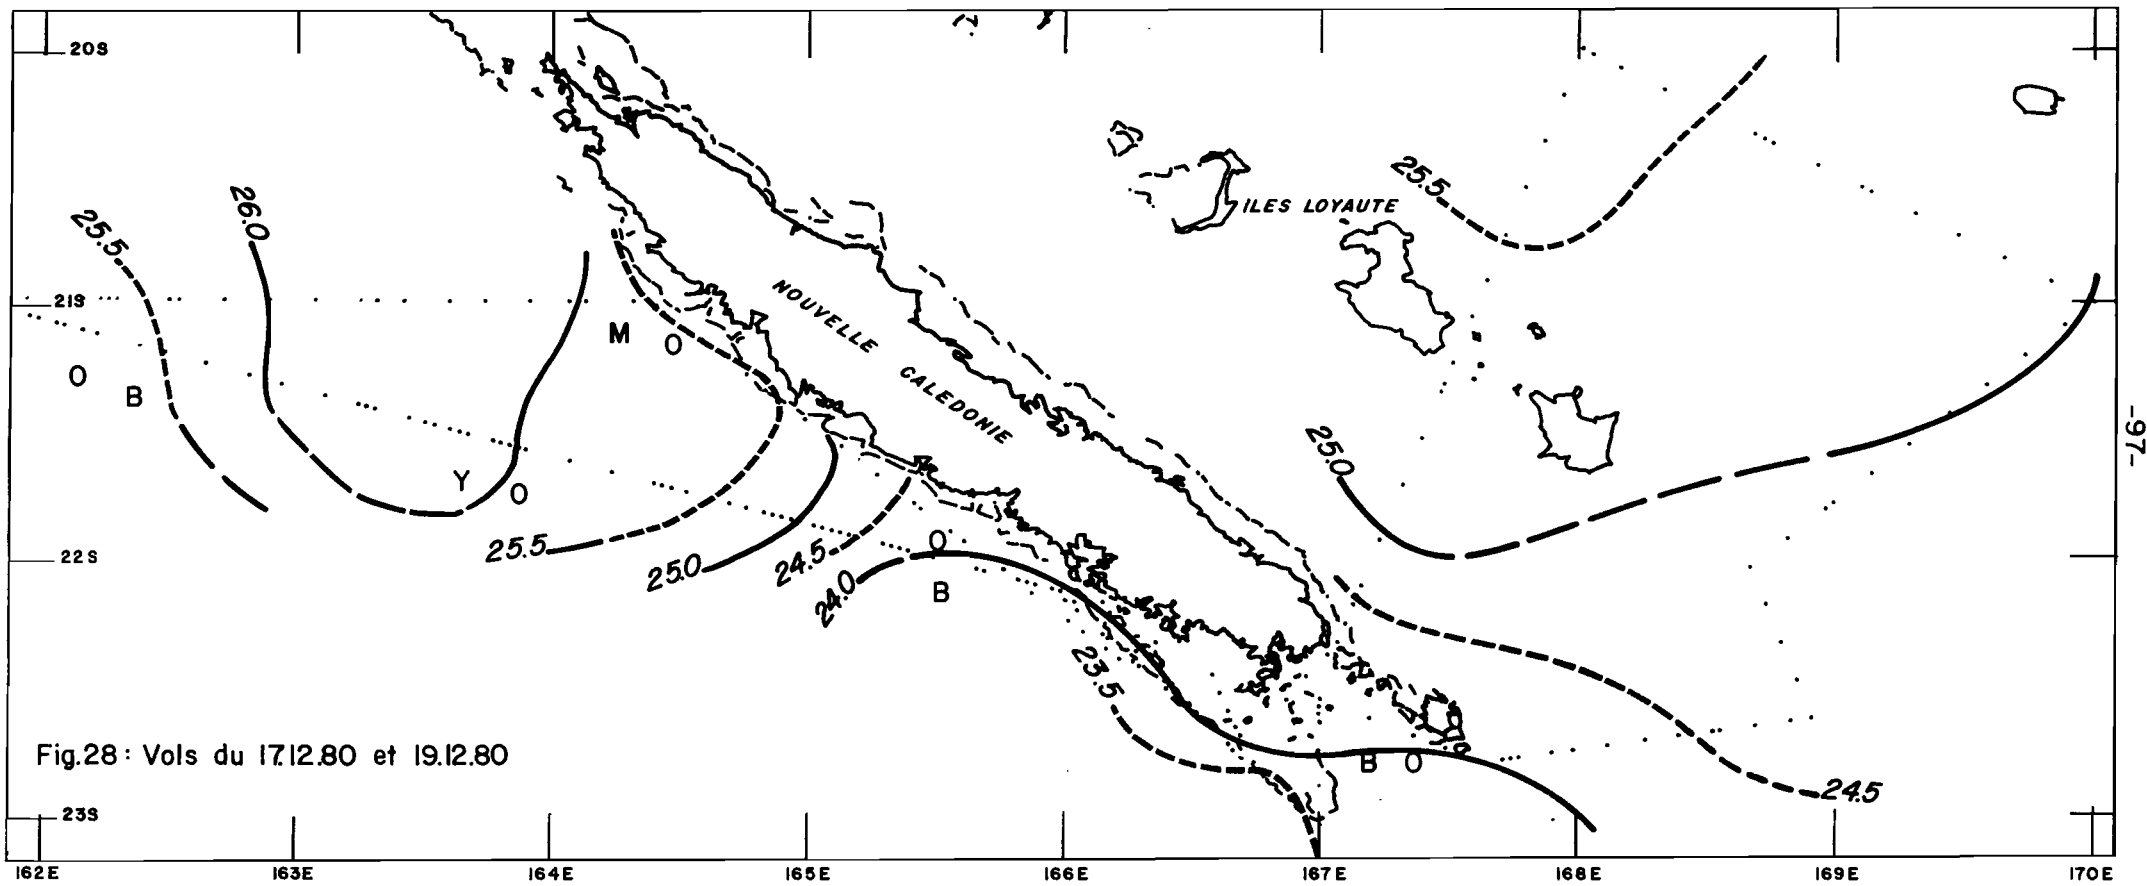 20S
26.0
25.5
25.5
ILES LOYAUTE
21S
NOUVELLE
CALEDONIE
M
O
O
B
-97-
25.0
Y
O
25.5
25.0
24.5
24.0
O
B
22S
23.5
Fig.28 : Vols du 17.12.80 et 19.12.80
B O
24.5
23S
162E 163E 164E 165E 166E 167E 168E 169E 170E